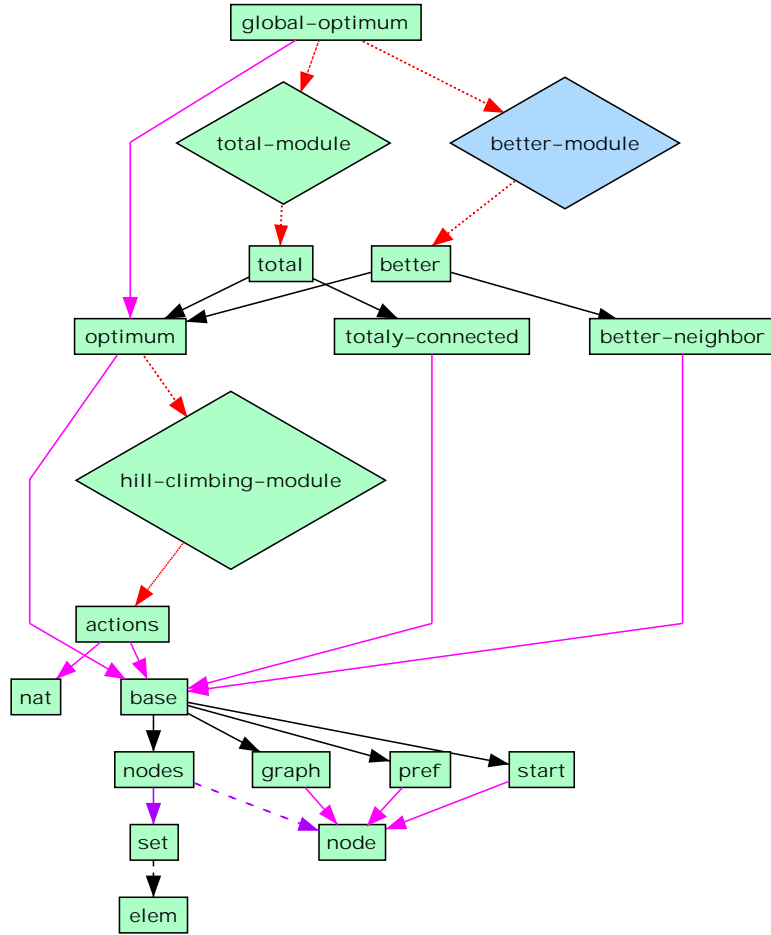 global-optimum
total-module
better-module
total
better
optimum
totaly-connected
better-neighbor
hill-climbing-module
actions
nat
base
nodes
graph
pref
start
set
node
elem